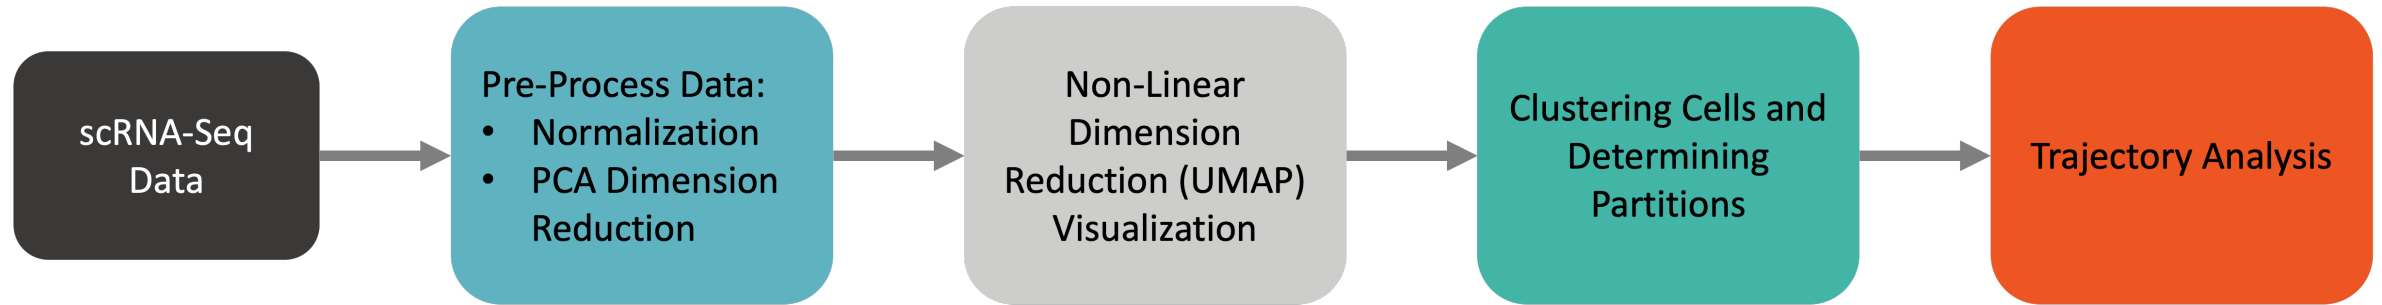 scRNA-Seq
Data
Pre-Process Data:
• Normalization
• PCA Dimension
Reduction
Non-Linear
Dimension
Reduction (UMAP)
Visualization
Clustering Cells and
Determining
Partitions
Trajectory Analysis